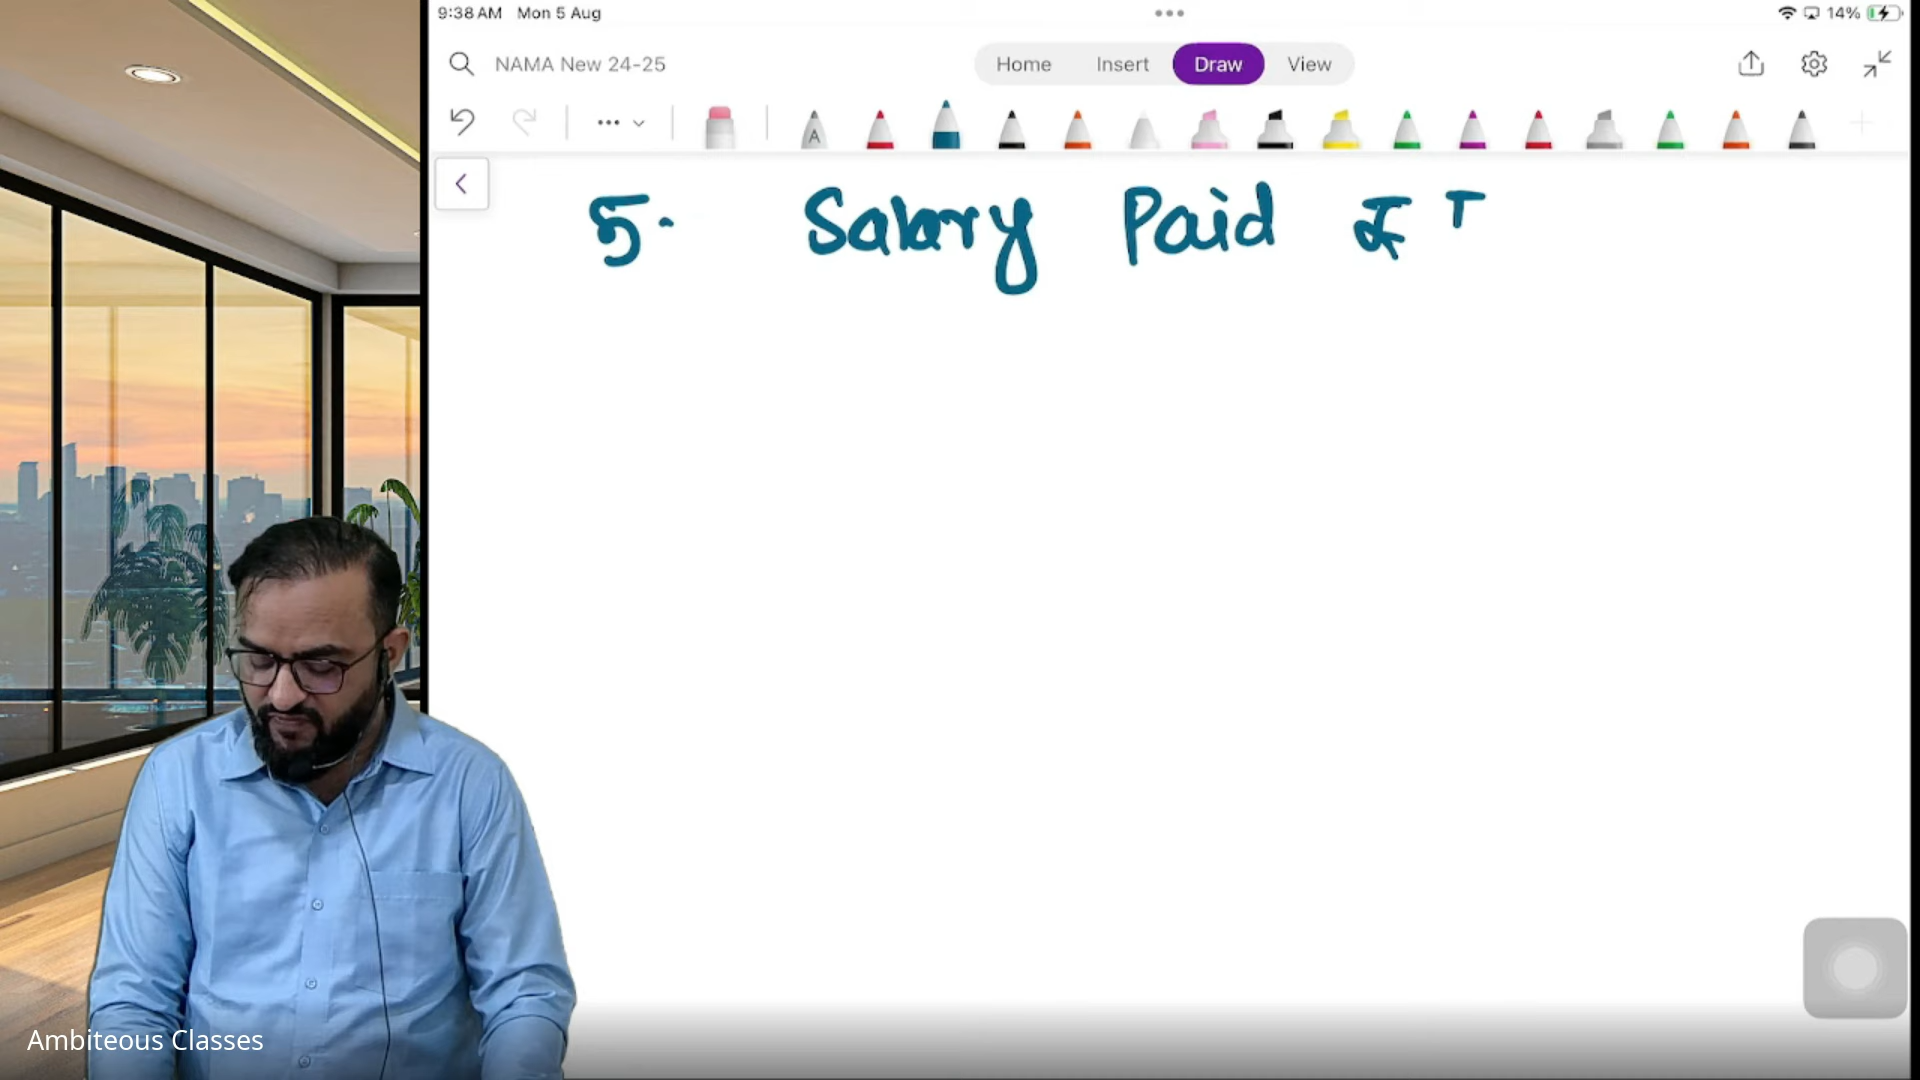 9:38 AM Mon 5 Aug
14%
NAMA New 24-25
Home Insert Draw View
A
5. Salary Paid ₹
Ambiteous Classes